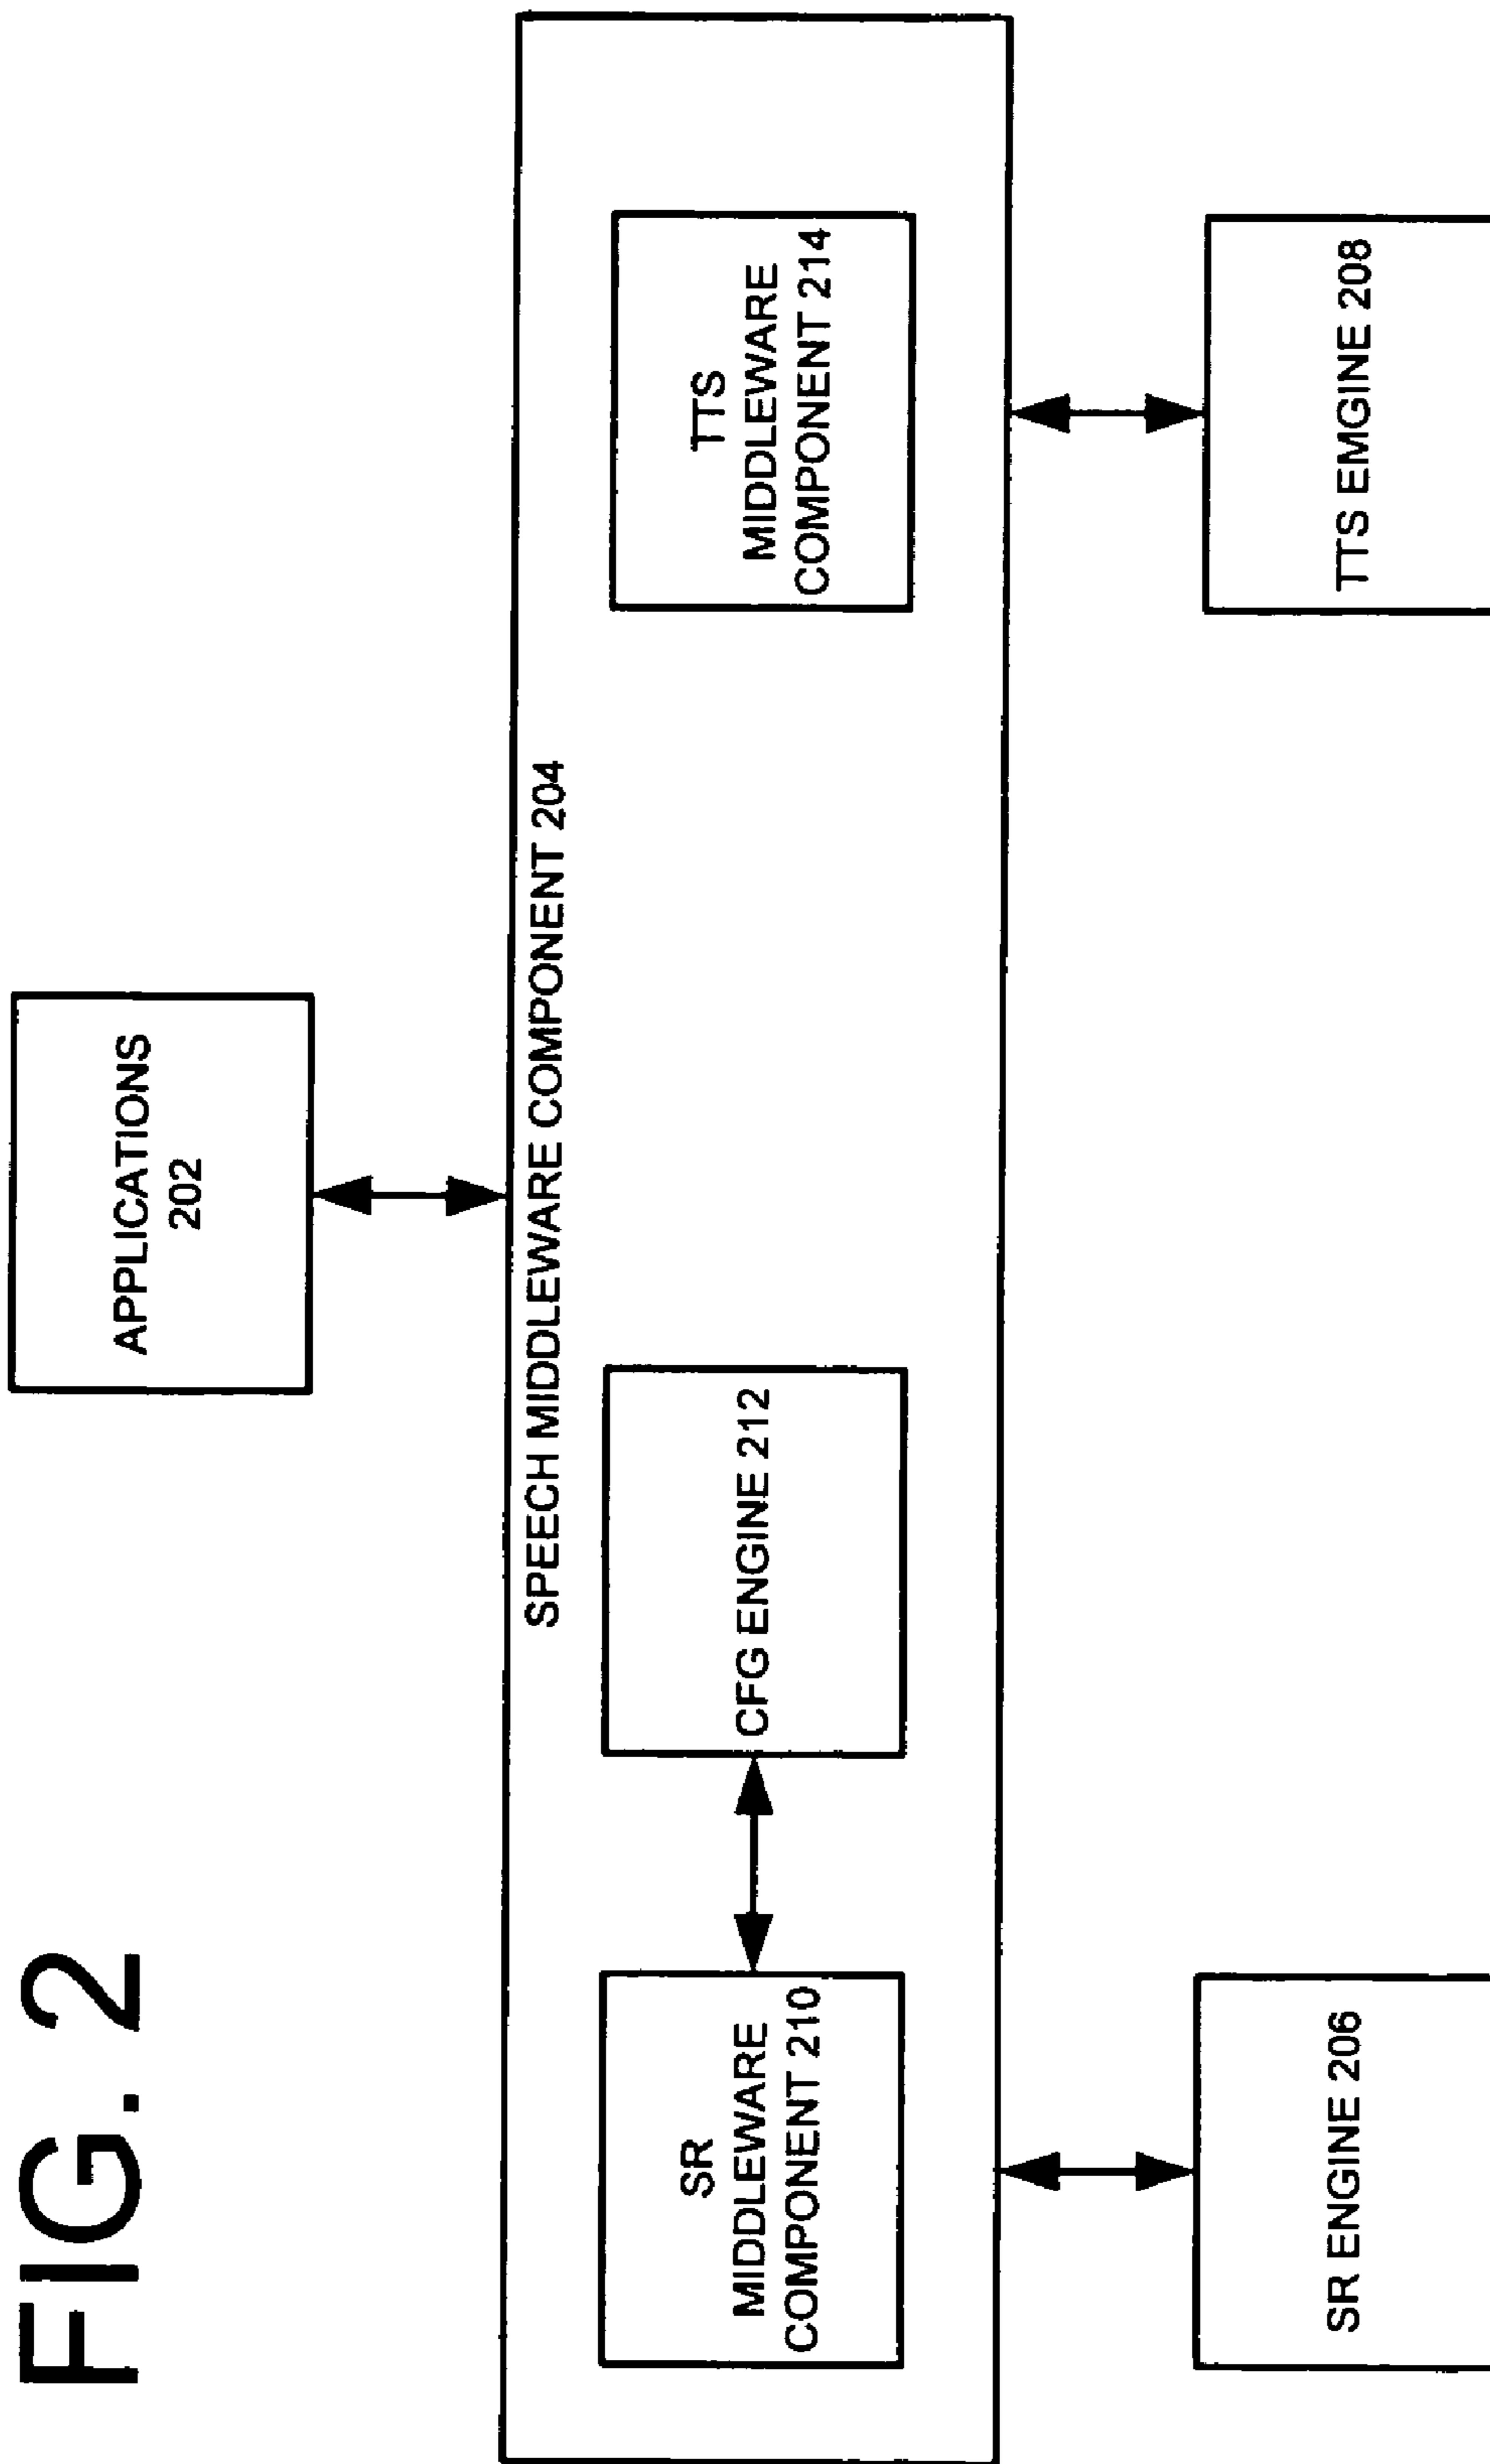 FIG. 2
APPLICATIONS
202
SPEECH MIDDLEWARE COMPONENT 204
SR
MIDDLEWARE
COMPONENT 210
CFG ENGINE 212
TTS
MIDDLEWARE
COMPONENT 214
SR ENGINE 206
TTS EMGINE 208